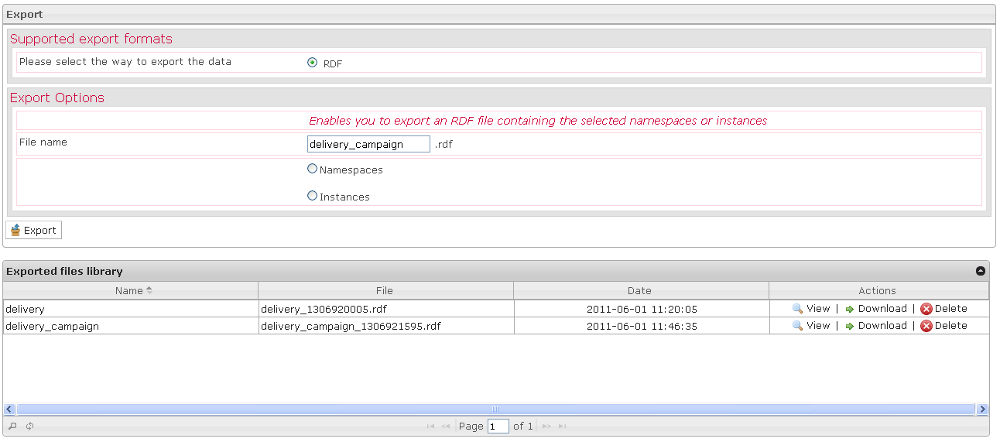 Export
Supported export formats
Please select the way to export the data RDF
Export Options
Enables you to export an RDF file containing the selected namespaces or instances
File name delivery_campaign .rdf
Namespaces
Instances
Export
Exported files library
Name File Date Actions
delivery delivery_1306920005.rdf 2011-06-01 11:20:05 View | Download | Delete
delivery_campaign delivery_campaign_1306921595.rdf 2011-06-01 11:46:35 View | Download | Delete
Page 1 of 1